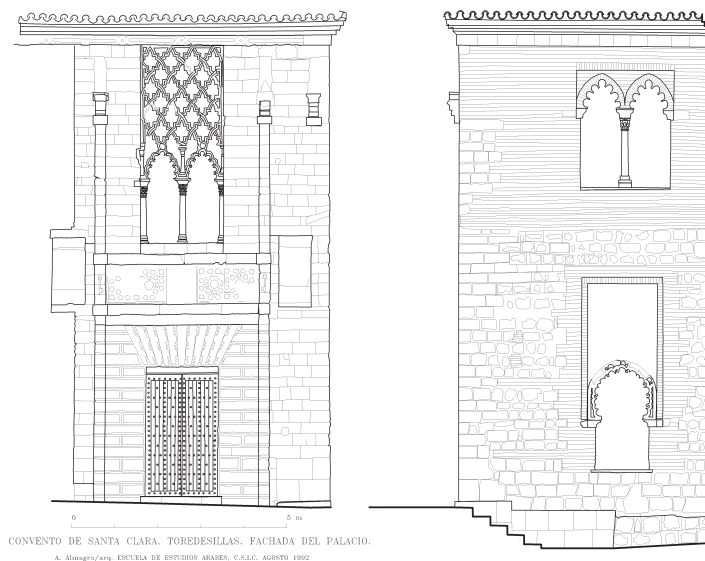 0 5 m
CONVENTO DE SANTA CLARA. TOREDESILLAS. FACHADA DEL PALACIO.
A. Almagro/arq. ESCUELA DE ESTUDIOS ARABES, C.S.I.C. AGOSTO 1992